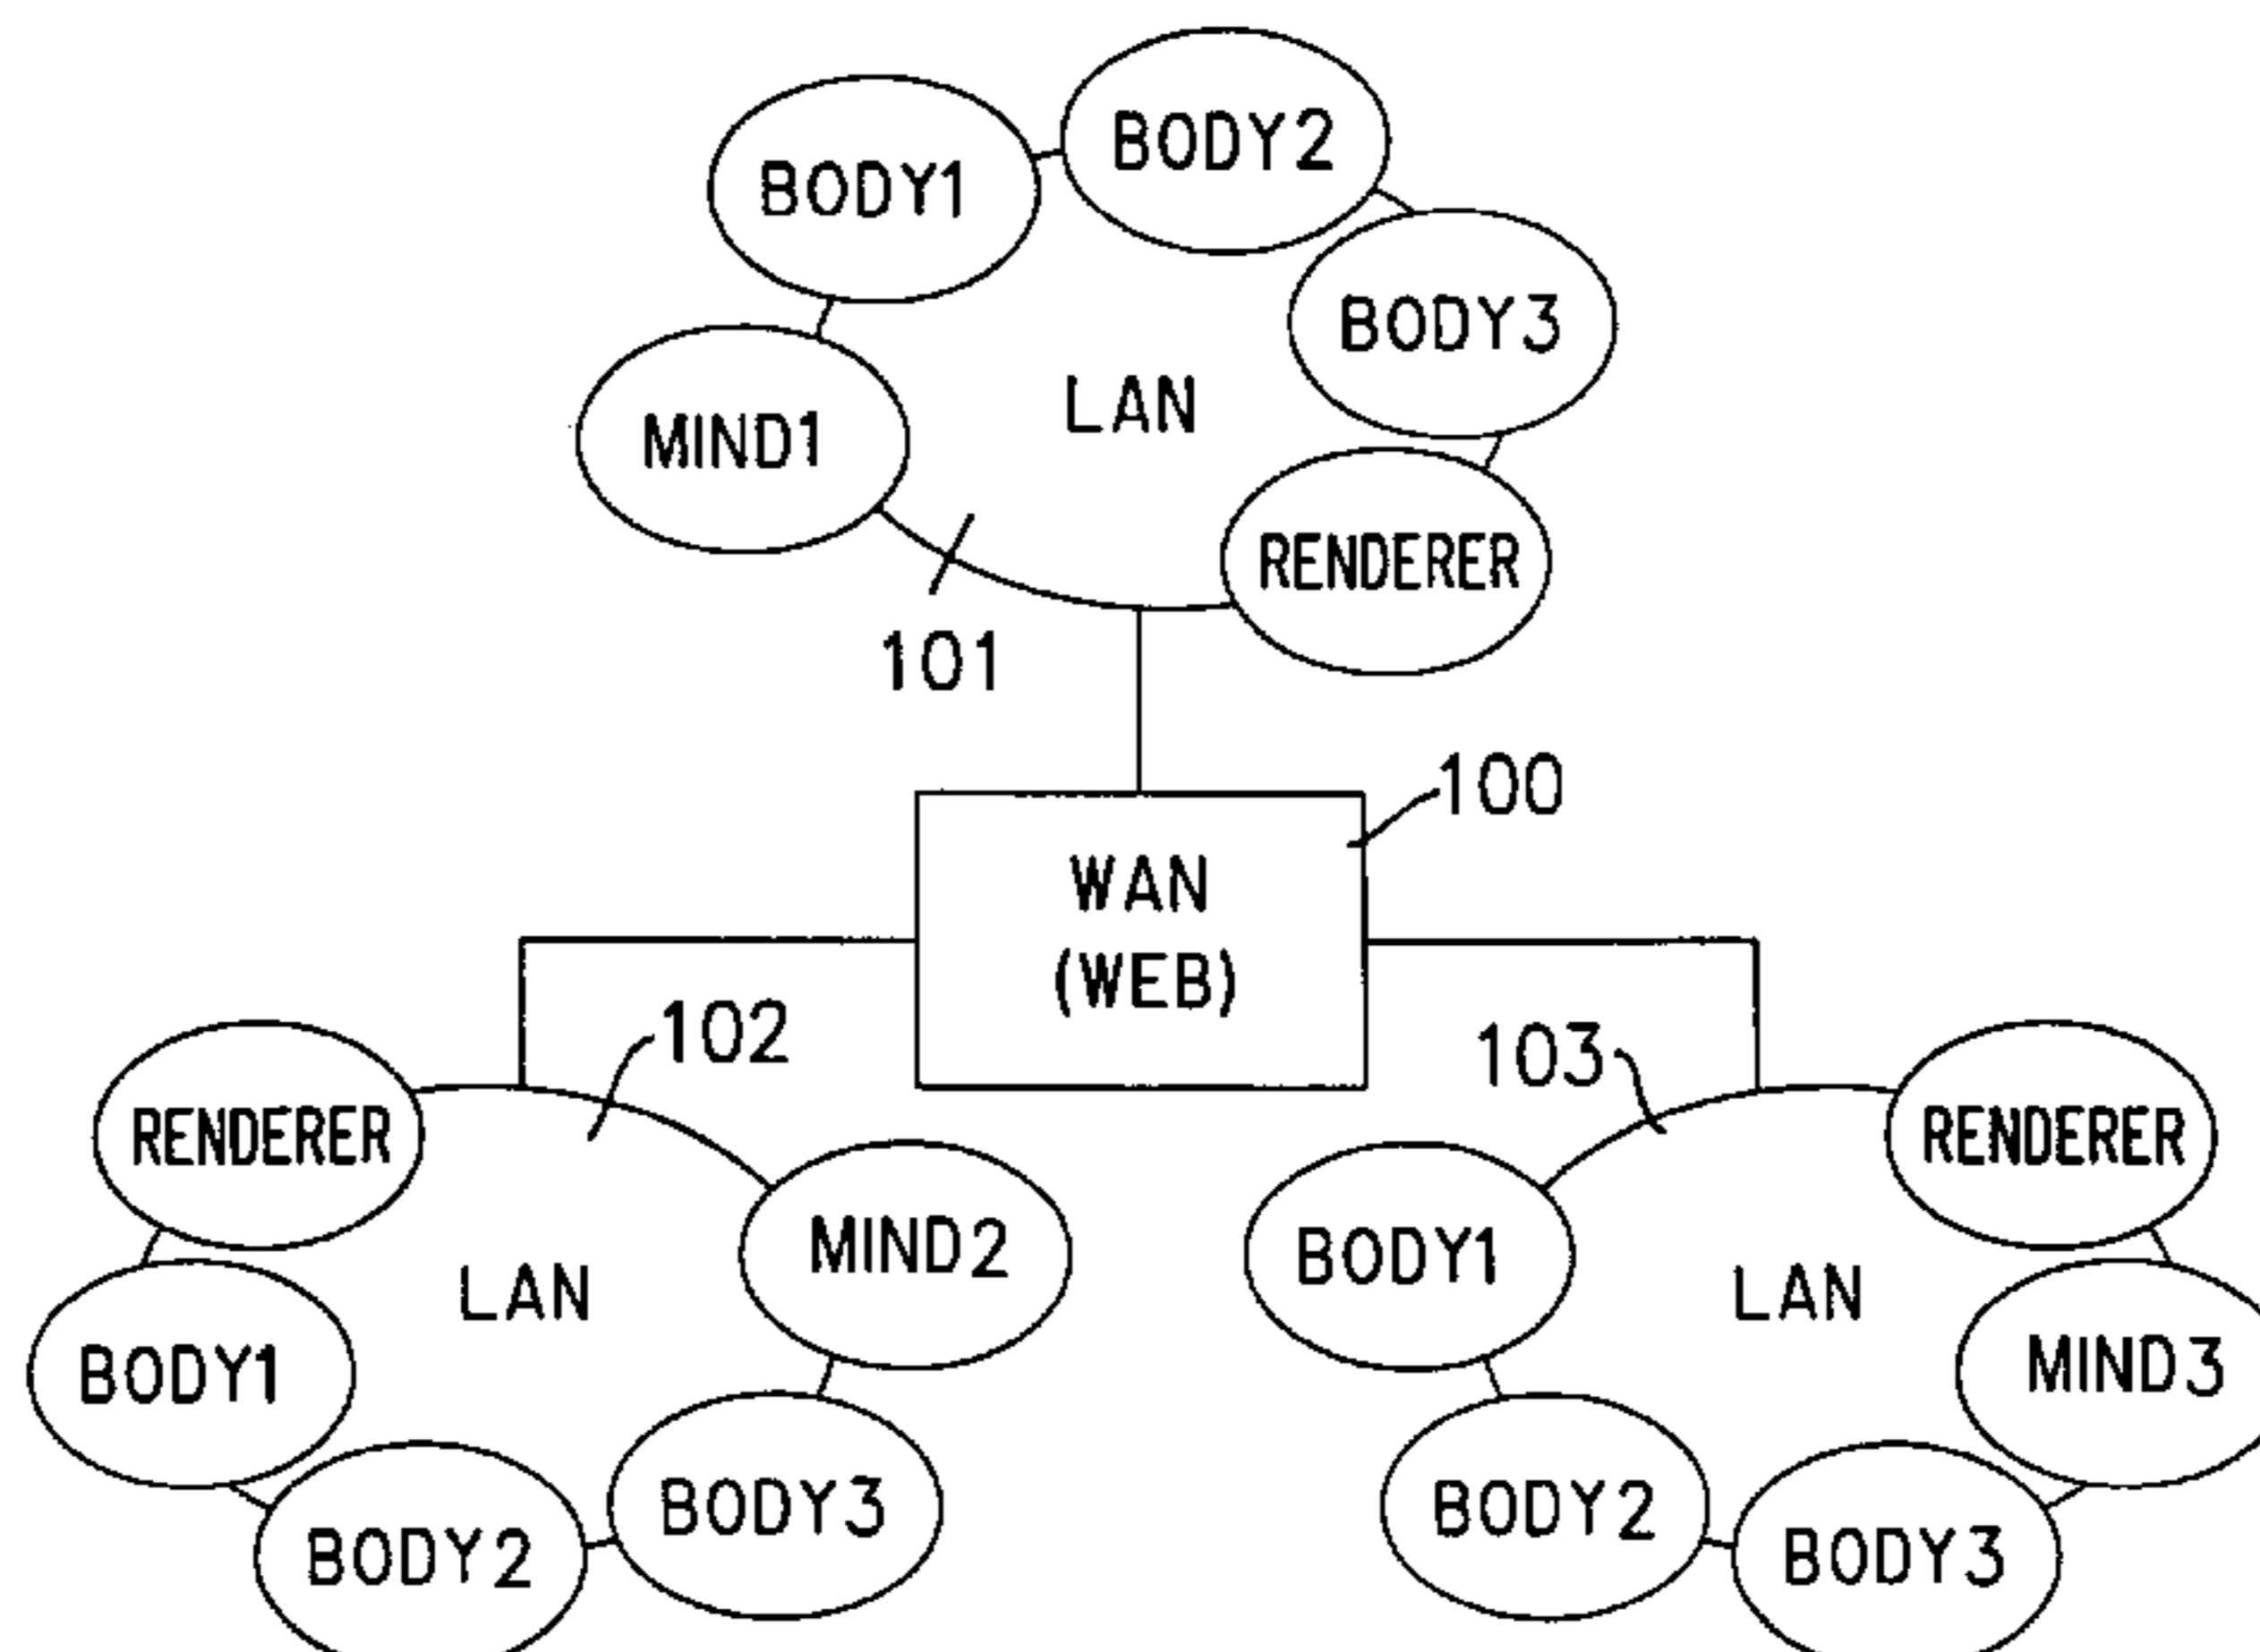 BODY1
BODY2
BODY3
LAN
MIND1
RENDERER
101
100
WAN
(WEB)
102
103
RENDERER
MIND2
LAN
BODY1
BODY3
BODY2
RENDERER
BODY1
LAN
MIND3
BODY2
BODY3